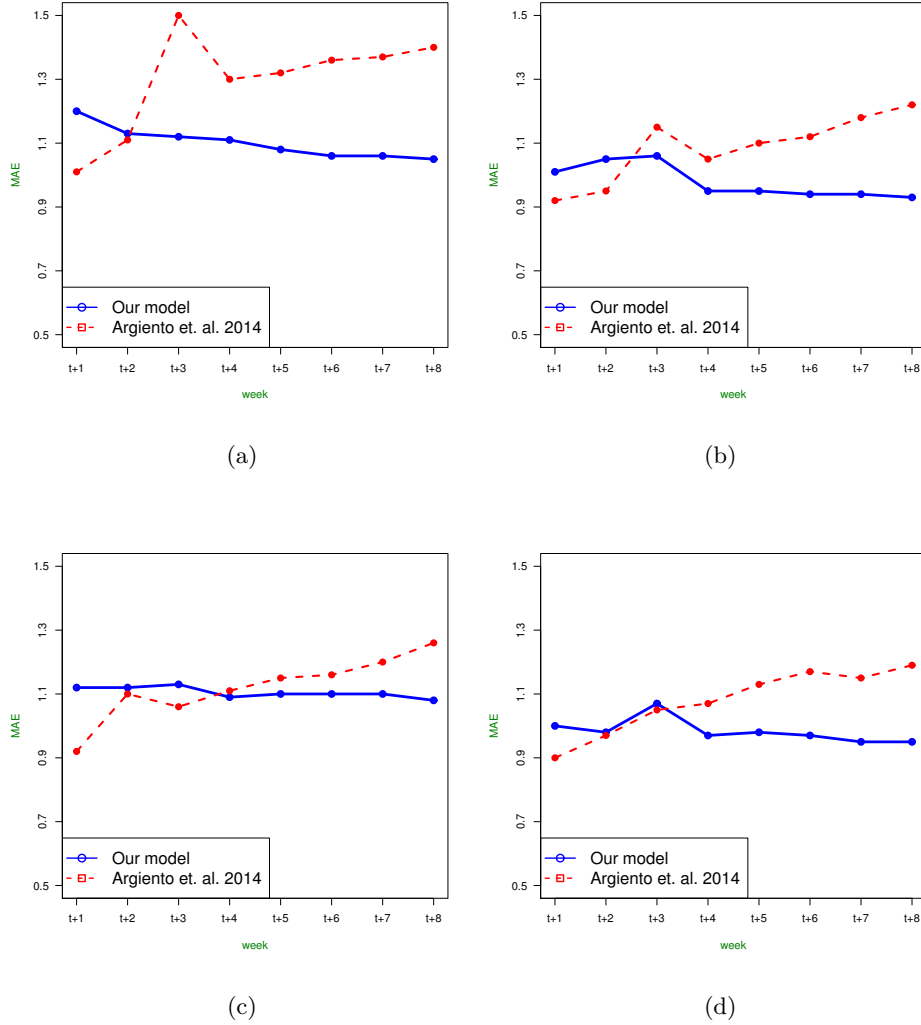 1.5
1.3
1.1
0.9
0.7
0.5
MAE
Our model
Argiento et. al. 2014
t+1 t+2 t+3 t+4 t+5 t+6 t+7 t+8
week
(a)
1.5
1.3
1.1
0.9
0.7
0.5
MAE
Our model
Argiento et. al. 2014
t+1 t+2 t+3 t+4 t+5 t+6 t+7 t+8
week
(b)
1.5
1.3
1.1
0.9
0.7
0.5
MAE
Our model
Argiento et. al. 2014
t+1 t+2 t+3 t+4 t+5 t+6 t+7 t+8
week
(c)
1.5
1.3
1.1
0.9
0.7
0.5
MAE
Our model
Argiento et. al. 2014
t+1 t+2 t+3 t+4 t+5 t+6 t+7 t+8
week
(d)